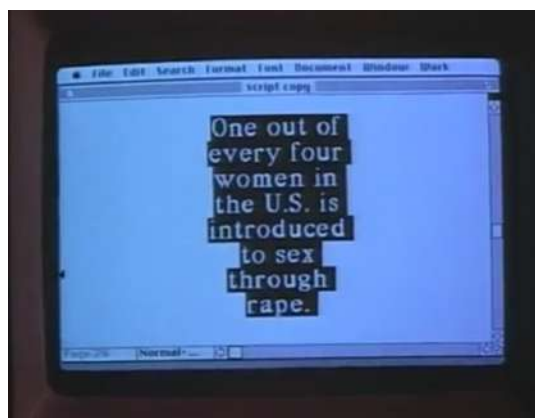 File Edit Search Format Font Document Window Work
script copy
One out of
every four
women in
the U.S. is
introduced
to sex
through
rape.
Normal